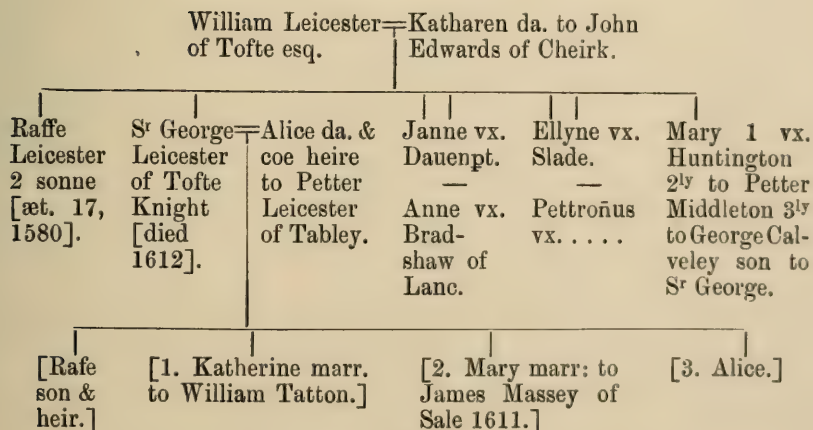 William Leicester=Katharen da. to John
of Tofte esq. Edwards of Cheirk.
Raffe
Leicester
2 sonne
[æt. 17,
1580].
Sr George=Alice da. &
Leicester coe heire
of Tofte to Petter
Knight Leicester
[died of Tabley.
1612].
Janne vx.
Dauenpt.
—
Anne vx.
Brad-
shaw of
Lanc.
Ellyne vx.
Slade.
—
Pettroñus
vx. . . . .
Mary 1 vx.
Huntington
2ly to Petter
Middleton 3ly
to George Cal-
veley son to
Sr George.
[Rafe
son &
heir.]
[1. Katherine marr.
to William Tatton.]
[2. Mary marr: to
James Massey of
Sale 1611.]
[3. Alice.]